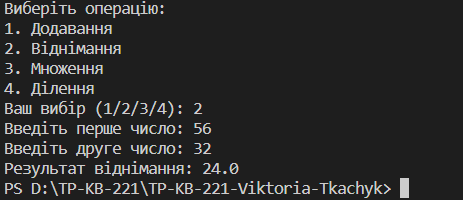 Виберіть операцію:
1. Додавання
2. Віднімання
3. Множення
4. Ділення
Ваш вибір (1/2/3/4): 2
Введіть перше число: 56
Введіть друге число: 32
Результат віднімання: 24.0
PS D:\TP-KB-221\TP-KB-221-Viktoria-Tkachyk>